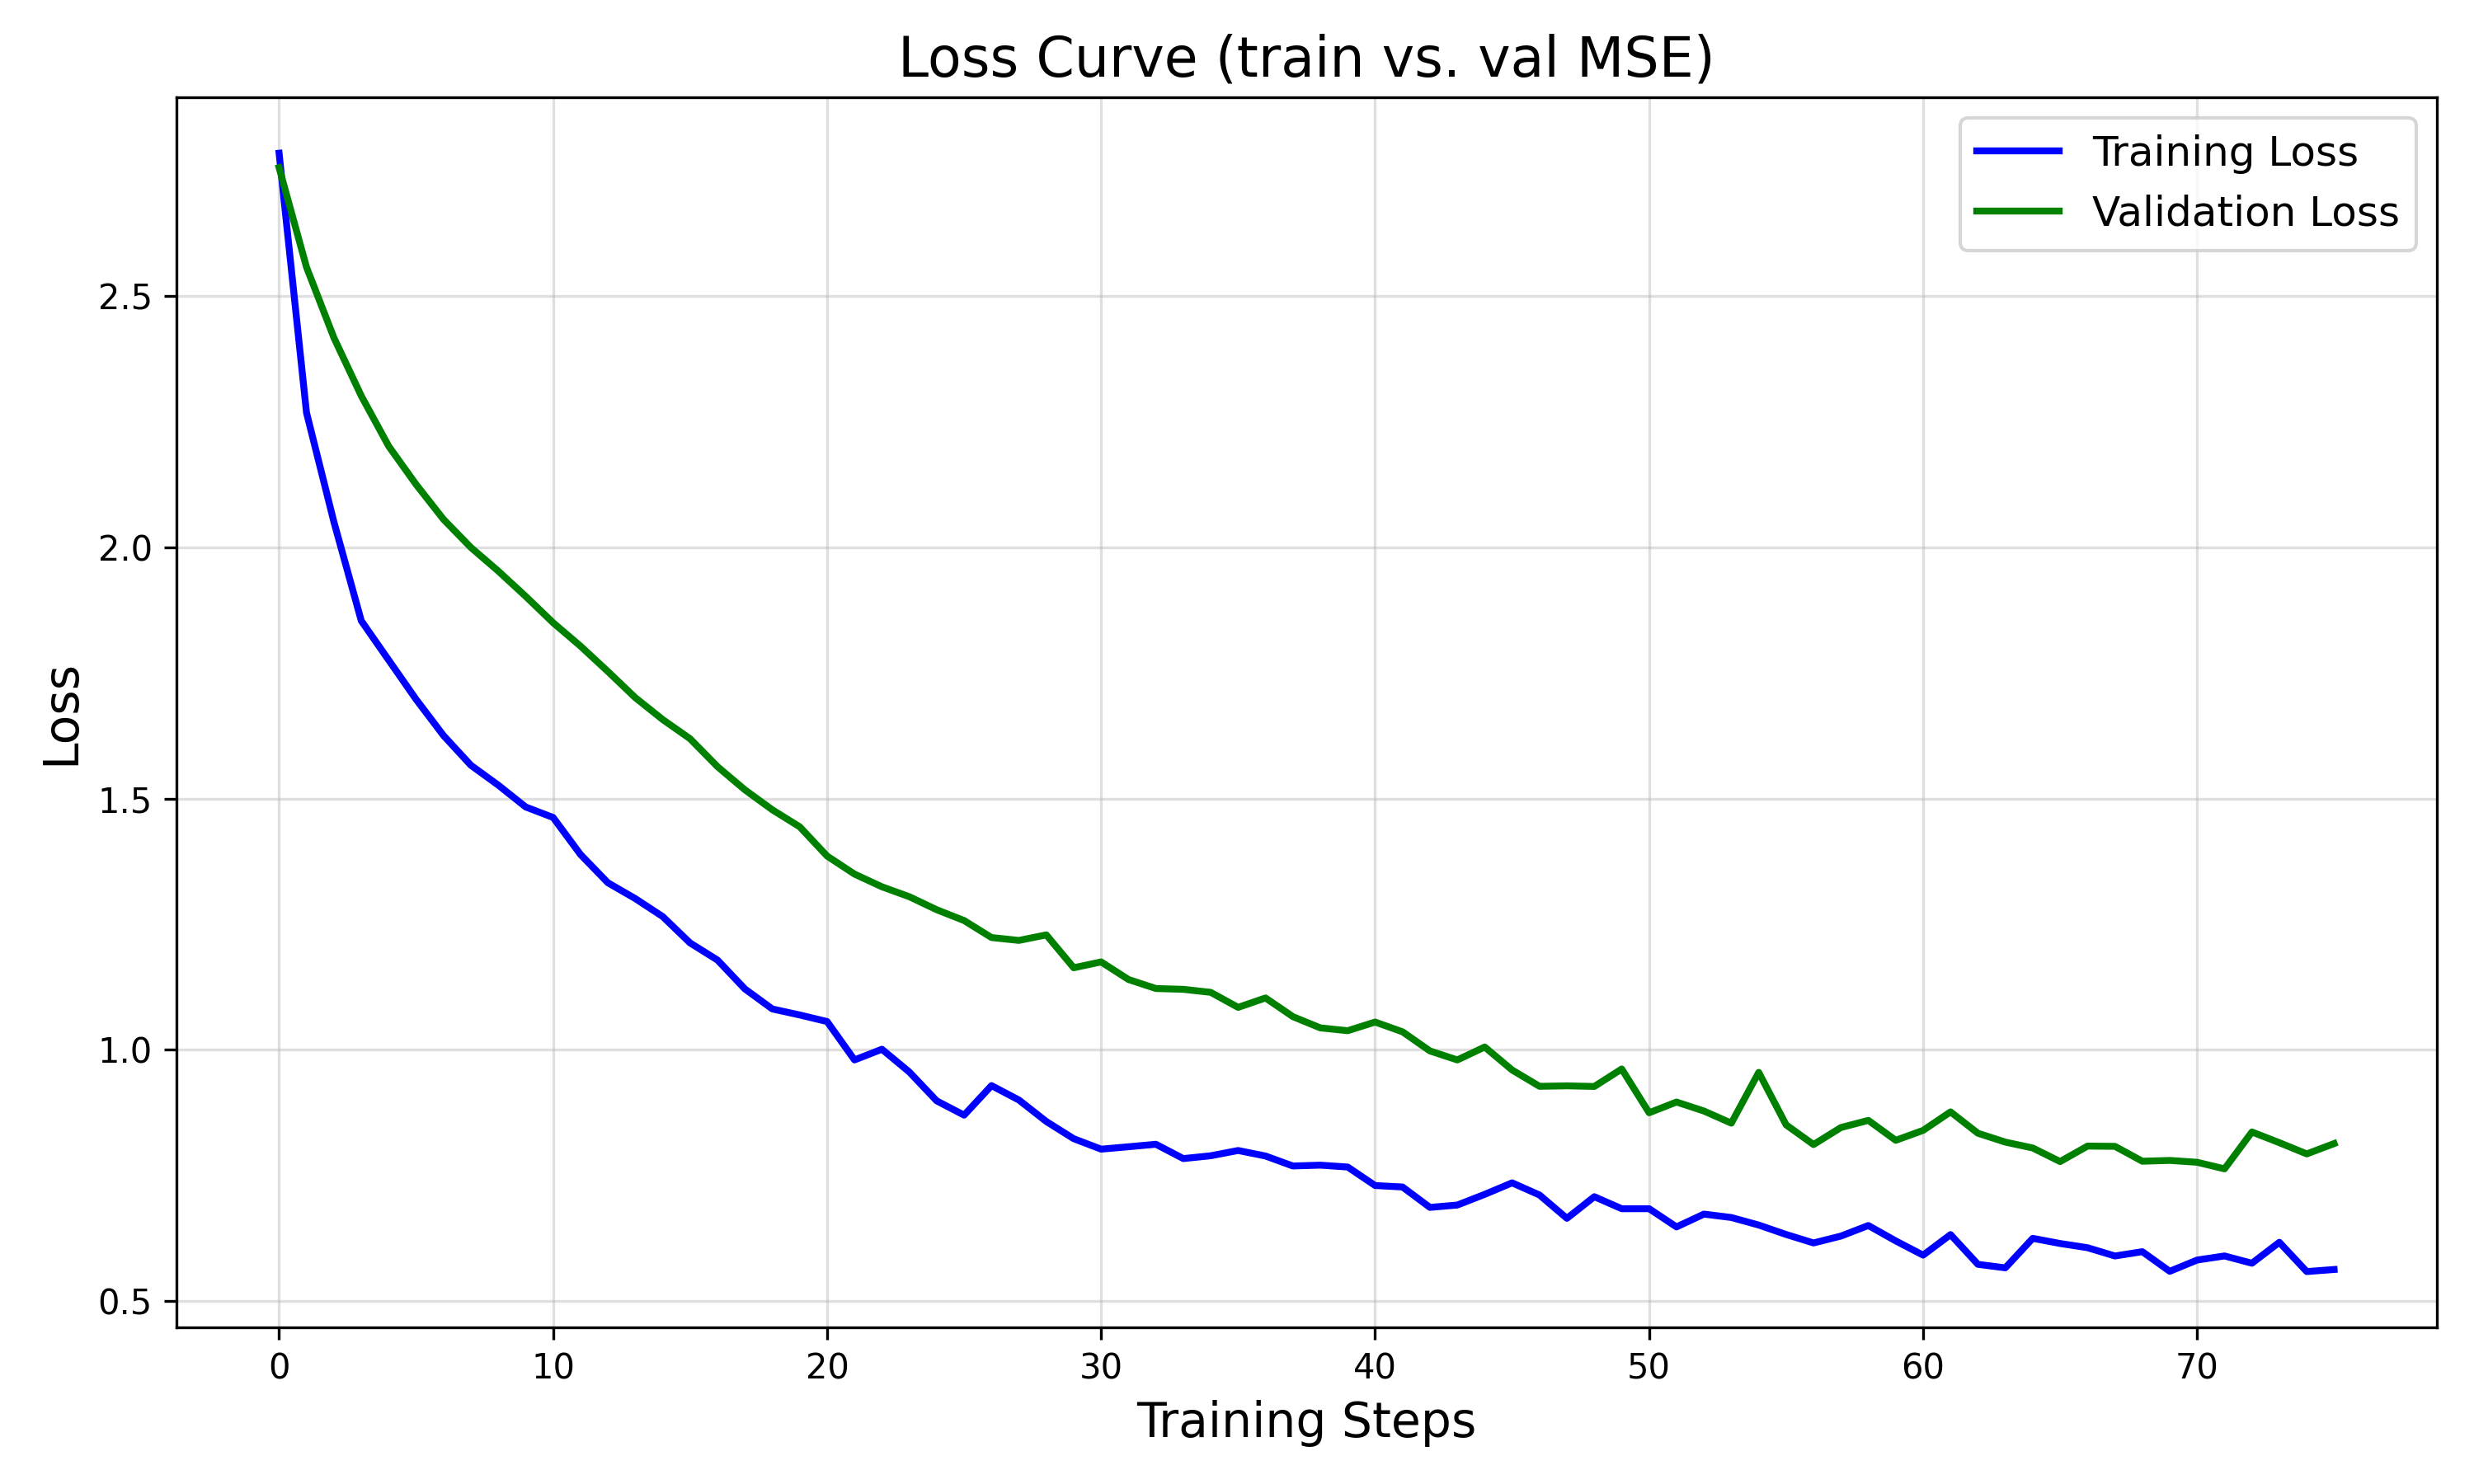 Loss Curve (train vs. val MSE)
Training Loss
Validation Loss
2.5
2.0
1.5
1.0
0.5
Loss
0 10 20 30 40 50 60 70
Training Steps